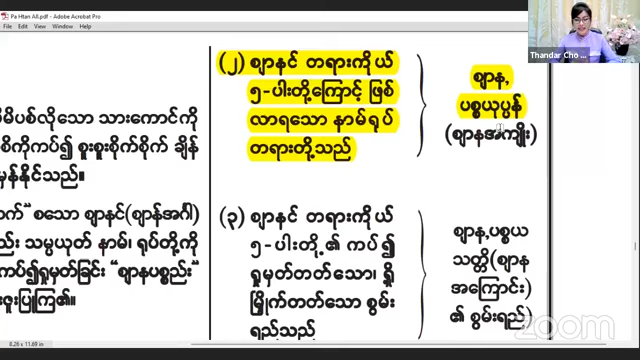 Pa Htan All.pdf - Adobe Acrobat Pro
File Edit View Window Help
Thandar Cho ...
(၂) ဈာနင် တရားကိုယ်
၅-ပါးတို့ကြောင့် ဖြစ်
လာရသော နာမ်ရုပ်
တရားတို့သည်
ဈာန,
ပစ္စယုပ္ပန်
(ဈာနအကျိုး)
မိမိပစ်လိုသော သားကောင်ကို
စိကိုကပ်၍ စူးစူးစိုက်စိုက် ချိန်
မှန်နိုင်သည်။
က်"စသော ဈာနင်(ဈာန်အင်္ဂါ)
ည်း သမ္ပယုတ် နာမ်၊ ရုပ်တို့ကို
ကပ်၍ရှုမှတ်ခြင်း "ဈာနပစ္စည်း"
းဇူးပြုကြ၏။
(၃) ဈာနင် တရားကိုယ်
၅-ပါးတို့၏ ကပ်၍
ရှုမှတ်တတ်သော၊ ရှို့
မြှိုက်တတ်သော စွမ်း
ရည်သည်
ဈာန,ပစ္စယ
သတ္တိ(ဈာန
အကြောင်း)
၏ စွမ်းရည်)
8.26 x 11.69 in
zoom